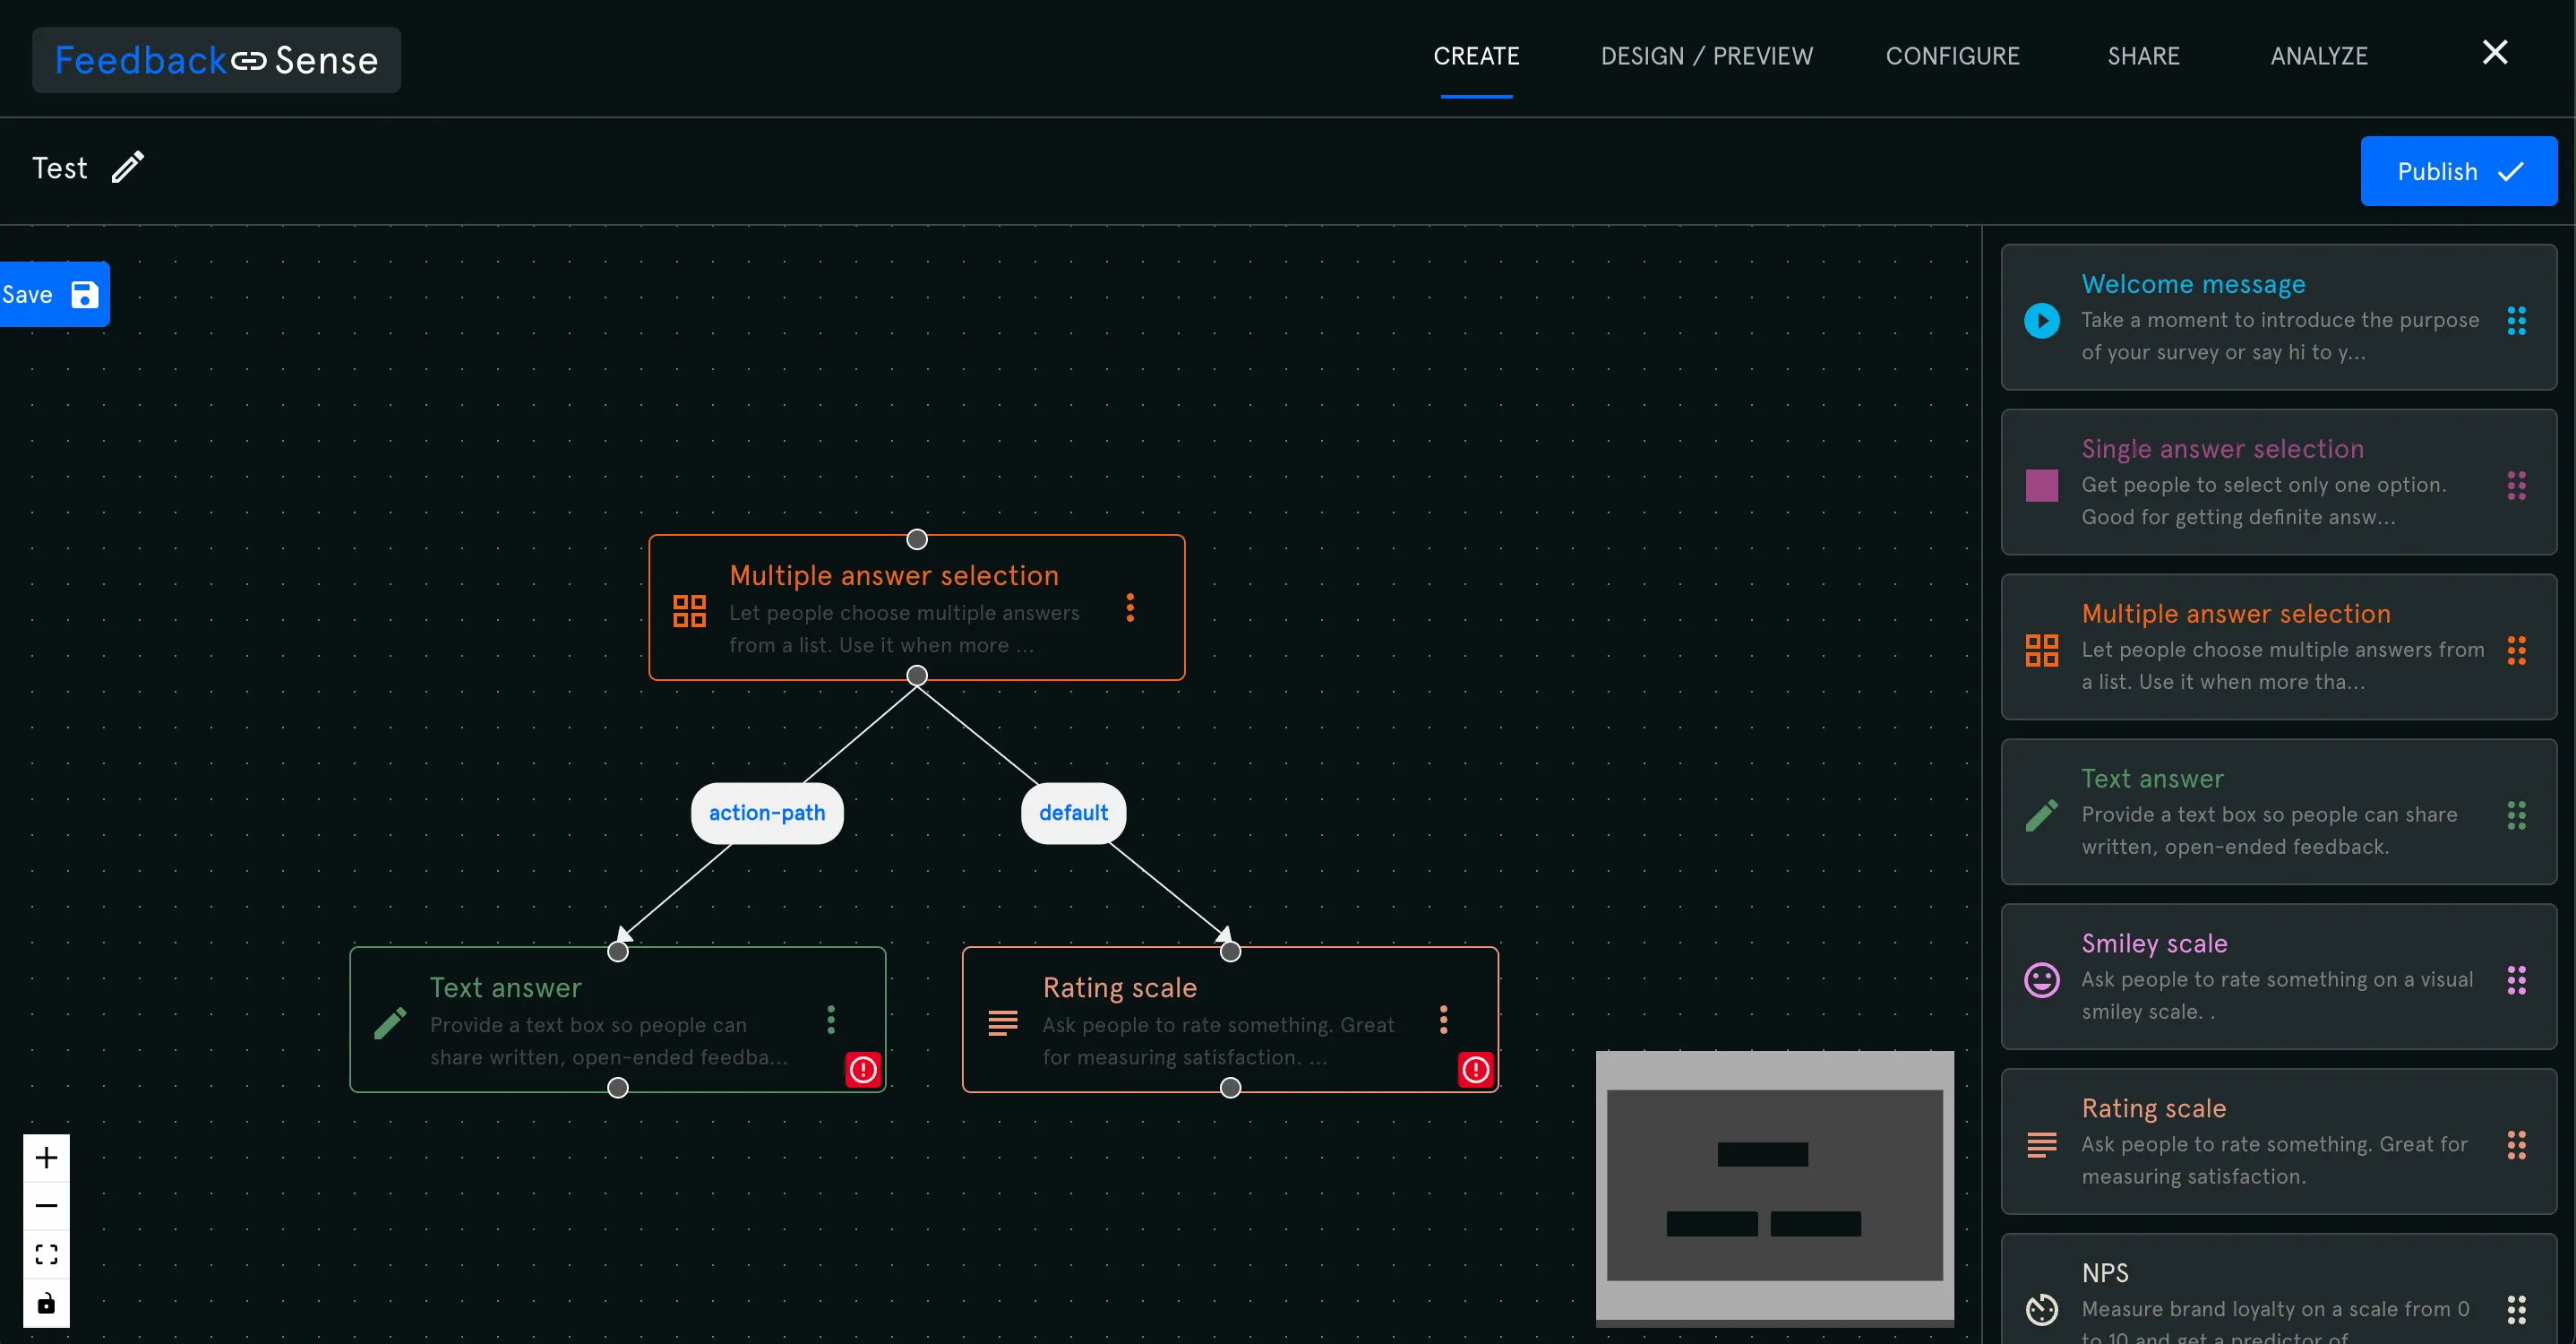 Feedback Sense
CREATE
DESIGN / PREVIEW
CONFIGURE
SHARE
ANALYZE
Test
Publish
Save
Multiple answer selection
Let people choose multiple answers
from a list. Use it when more ...
action-path
default
Text answer
Provide a text box so people can
share written, open-ended feedba...
Rating scale
Ask people to rate something. Great
for measuring satisfaction. ...
Welcome message
Take a moment to introduce the purpose
of your survey or say hi to y...
Single answer selection
Get people to select only one option.
Good for getting definite answ...
Multiple answer selection
Let people choose multiple answers from
a list. Use it when more tha...
Text answer
Provide a text box so people can share
written, open-ended feedback.
Smiley scale
Ask people to rate something on a visual
smiley scale. .
Rating scale
Ask people to rate something. Great for
measuring satisfaction.
NPS
Measure brand loyalty on a scale from 0
to 10 and get a predictor of